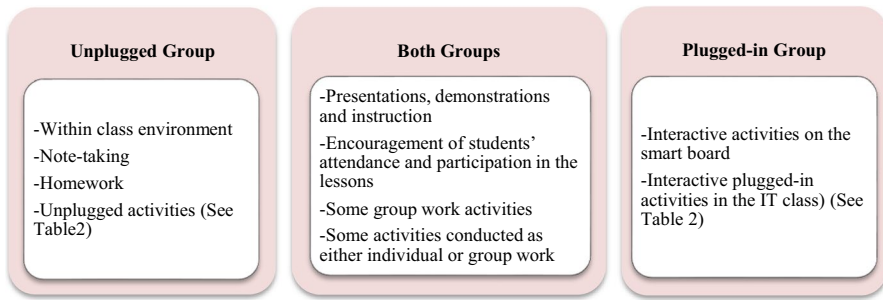 Unplugged Group
-Within class environment
-Note-taking
-Homework
-Unplugged activities (See
Table2)
Both Groups
-Presentations, demonstrations
and instruction
-Encouragement of students’
attendance and participation in the
lessons
-Some group work activities
-Some activities conducted as
either individual or group work
Plugged-in Group
-Interactive activities on the
smart board
-Interactive plugged-in
activities in the IT class) (See
Table 2)